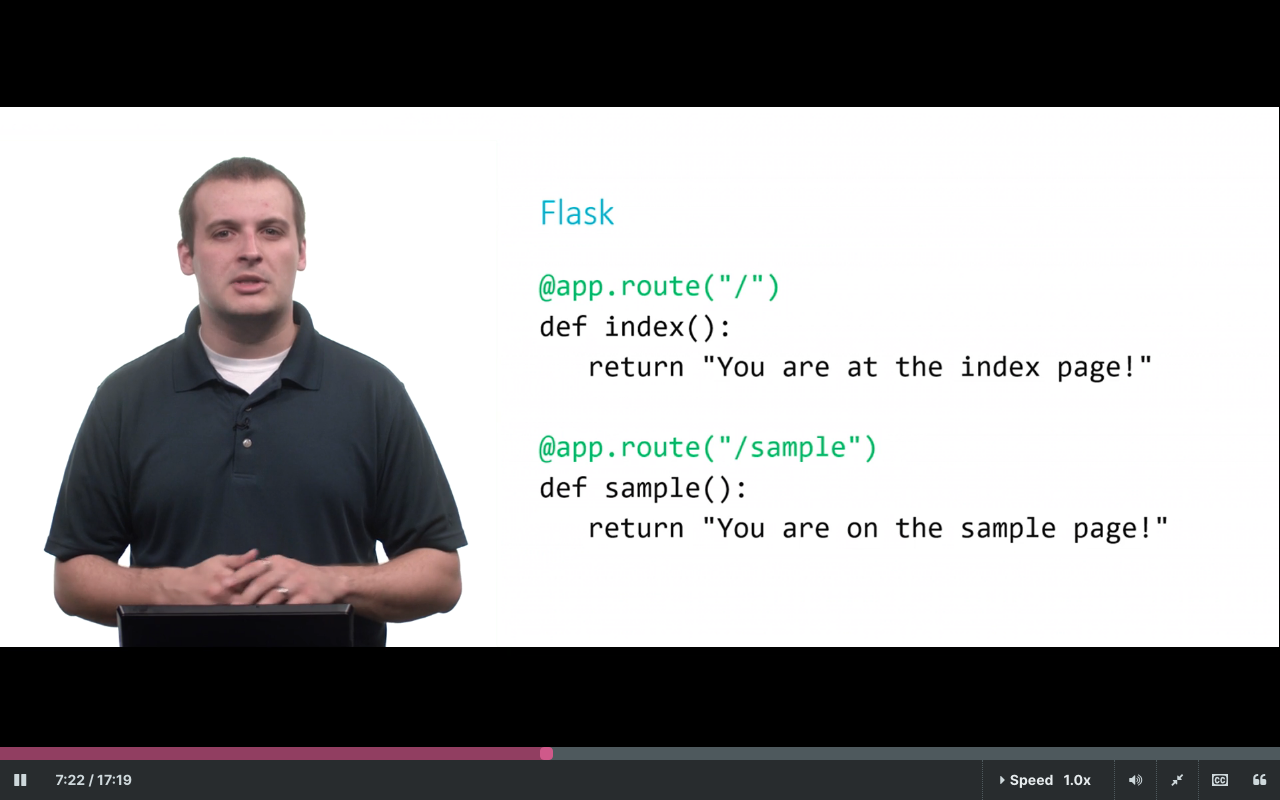 Flask
@app.route("/")
def index():
   return "You are at the index page!"
@app.route("/sample")
def sample():
   return "You are on the sample page!"
7:22 / 17:19
Speed 1.0x
CC